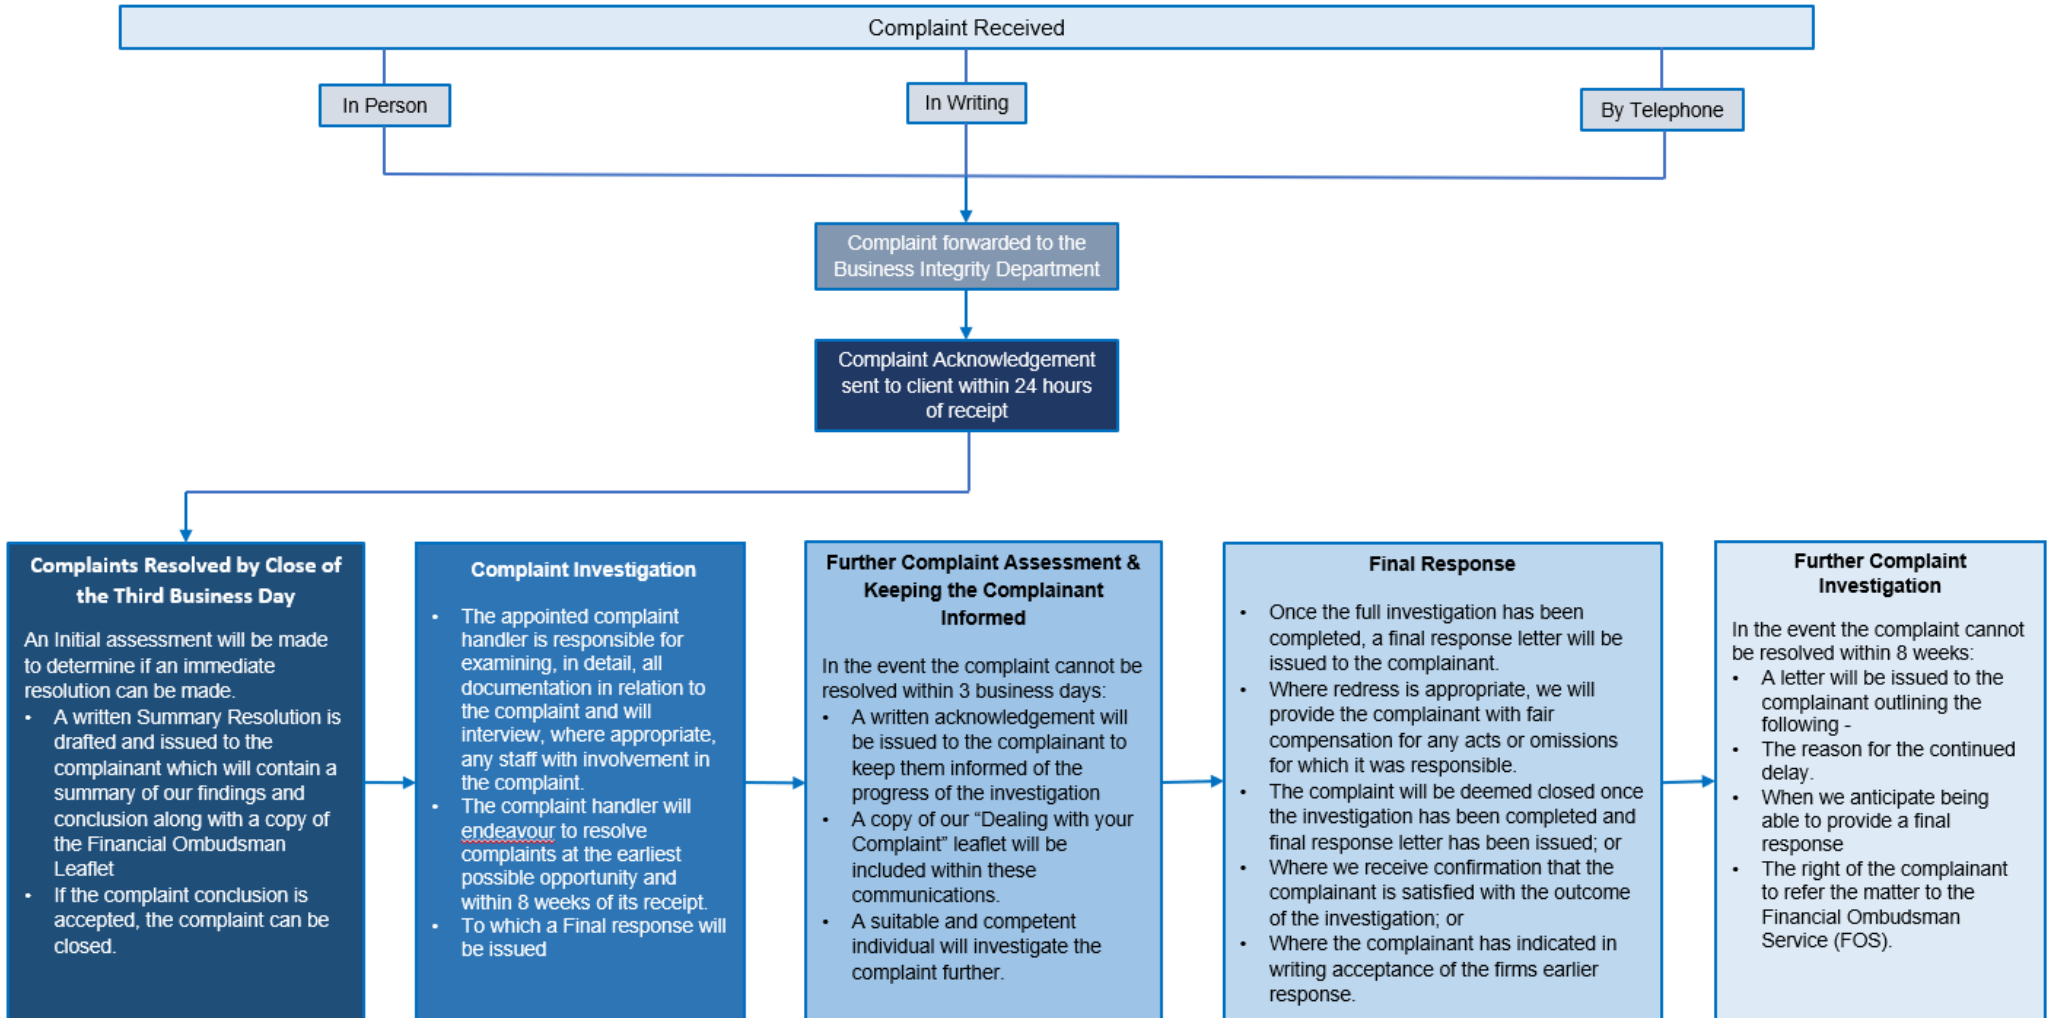 Complaint Received
In Person
In Writing
By Telephone
Complaint forwarded to the
Business Integrity Department
Complaint Acknowledgement
sent to client within 24 hours
of receipt
Complaints Resolved by Close of
the Third Business Day
An Initial assessment will be made
to determine if an immediate
resolution can be made.
• A written Summary Resolution is
drafted and issued to the
complainant which will contain a
summary of our findings and
conclusion along with a copy of
the Financial Ombudsman
Leaflet
• If the complaint conclusion is
accepted, the complaint can be
closed.
Complaint Investigation
• The appointed complaint
handler is responsible for
examining, in detail, all
documentation in relation to
the complaint and will
interview, where appropriate,
any staff with involvement in
the complaint.
• The complaint handler will
endeavour to resolve
complaints at the earliest
possible opportunity and
within 8 weeks of its receipt.
• To which a Final response will
be issued
Further Complaint Assessment &
Keeping the Complainant
Informed
In the event the complaint cannot be
resolved within 3 business days:
• A written acknowledgement will
be issued to the complainant to
keep them informed of the
progress of the investigation
• A copy of our “Dealing with your
Complaint” leaflet will be
included within these
communications.
• A suitable and competent
individual will investigate the
complaint further.
Final Response
• Once the full investigation has been
completed, a final response letter will be
issued to the complainant.
• Where redress is appropriate, we will
provide the complainant with fair
compensation for any acts or omissions
for which it was responsible.
• The complaint will be deemed closed once
the investigation has been completed and
final response letter has been issued; or
• Where we receive confirmation that the
complainant is satisfied with the outcome
of the investigation; or
• Where the complainant has indicated in
writing acceptance of the firms earlier
response.
Further Complaint
Investigation
In the event the complaint cannot
be resolved within 8 weeks:
• A letter will be issued to the
complainant outlining the
following -
• The reason for the continued
delay.
• When we anticipate being
able to provide a final
response
• The right of the complainant
to refer the matter to the
Financial Ombudsman
Service (FOS).